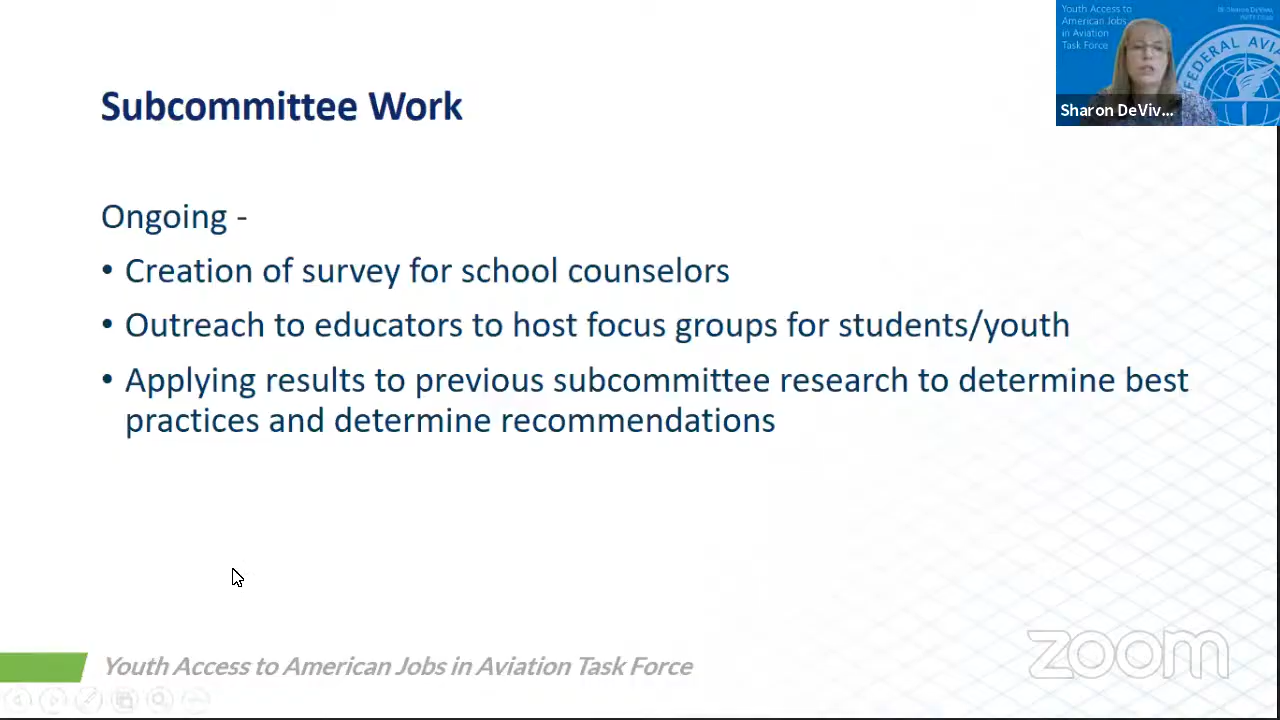 Youth Access to
American Jobs
in Aviation
Task Force
FEDERAL AVIA
Sharon DeViv...
Subcommittee Work
Ongoing -
• Creation of survey for school counselors
• Outreach to educators to host focus groups for students/youth
• Applying results to previous subcommittee research to determine best
practices and determine recommendations
Youth Access to American Jobs in Aviation Task Force
zoom